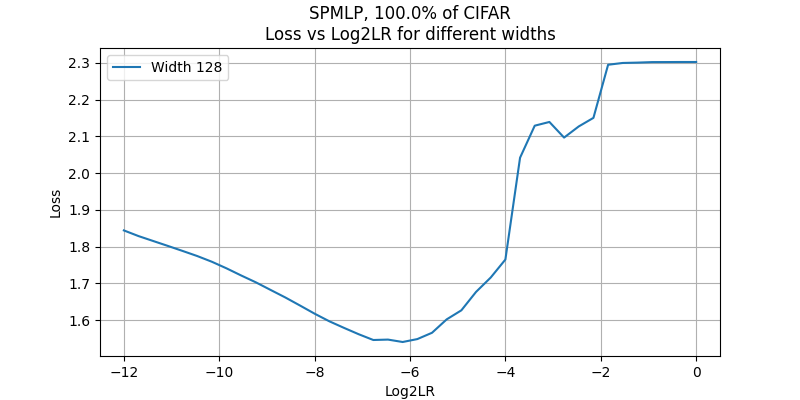 SPMLP, 100.0% of CIFAR
Loss vs Log2LR for different widths
Width 128
Loss
2.3
2.2
2.1
2.0
1.9
1.8
1.7
1.6
−12 −10 −8 −6 −4 −2 0
Log2LR